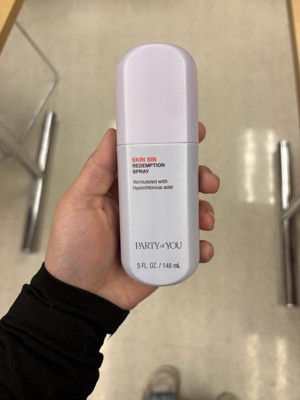 SKIN SIN
REDEMPTION
SPRAY
formulated with
hypochlorous acid
PARTY of YOU
5 FL. OZ. / 148 mL